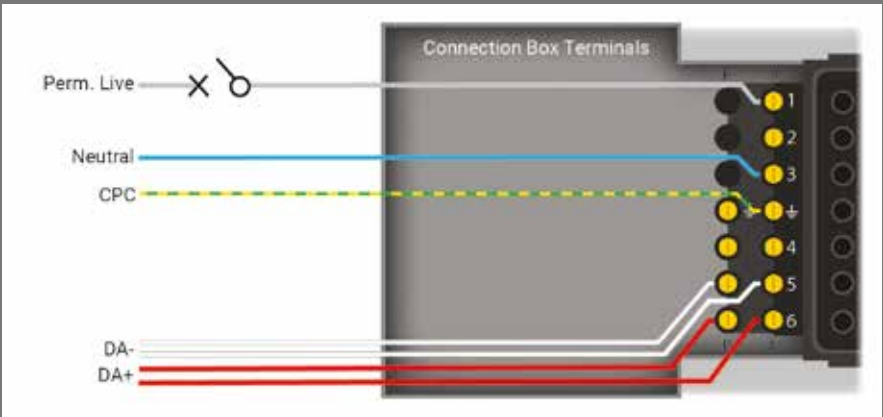 Connection Box Terminals
Perm. Live
1
2
Neutral
3
CPC
4
5
6
DA-
DA+